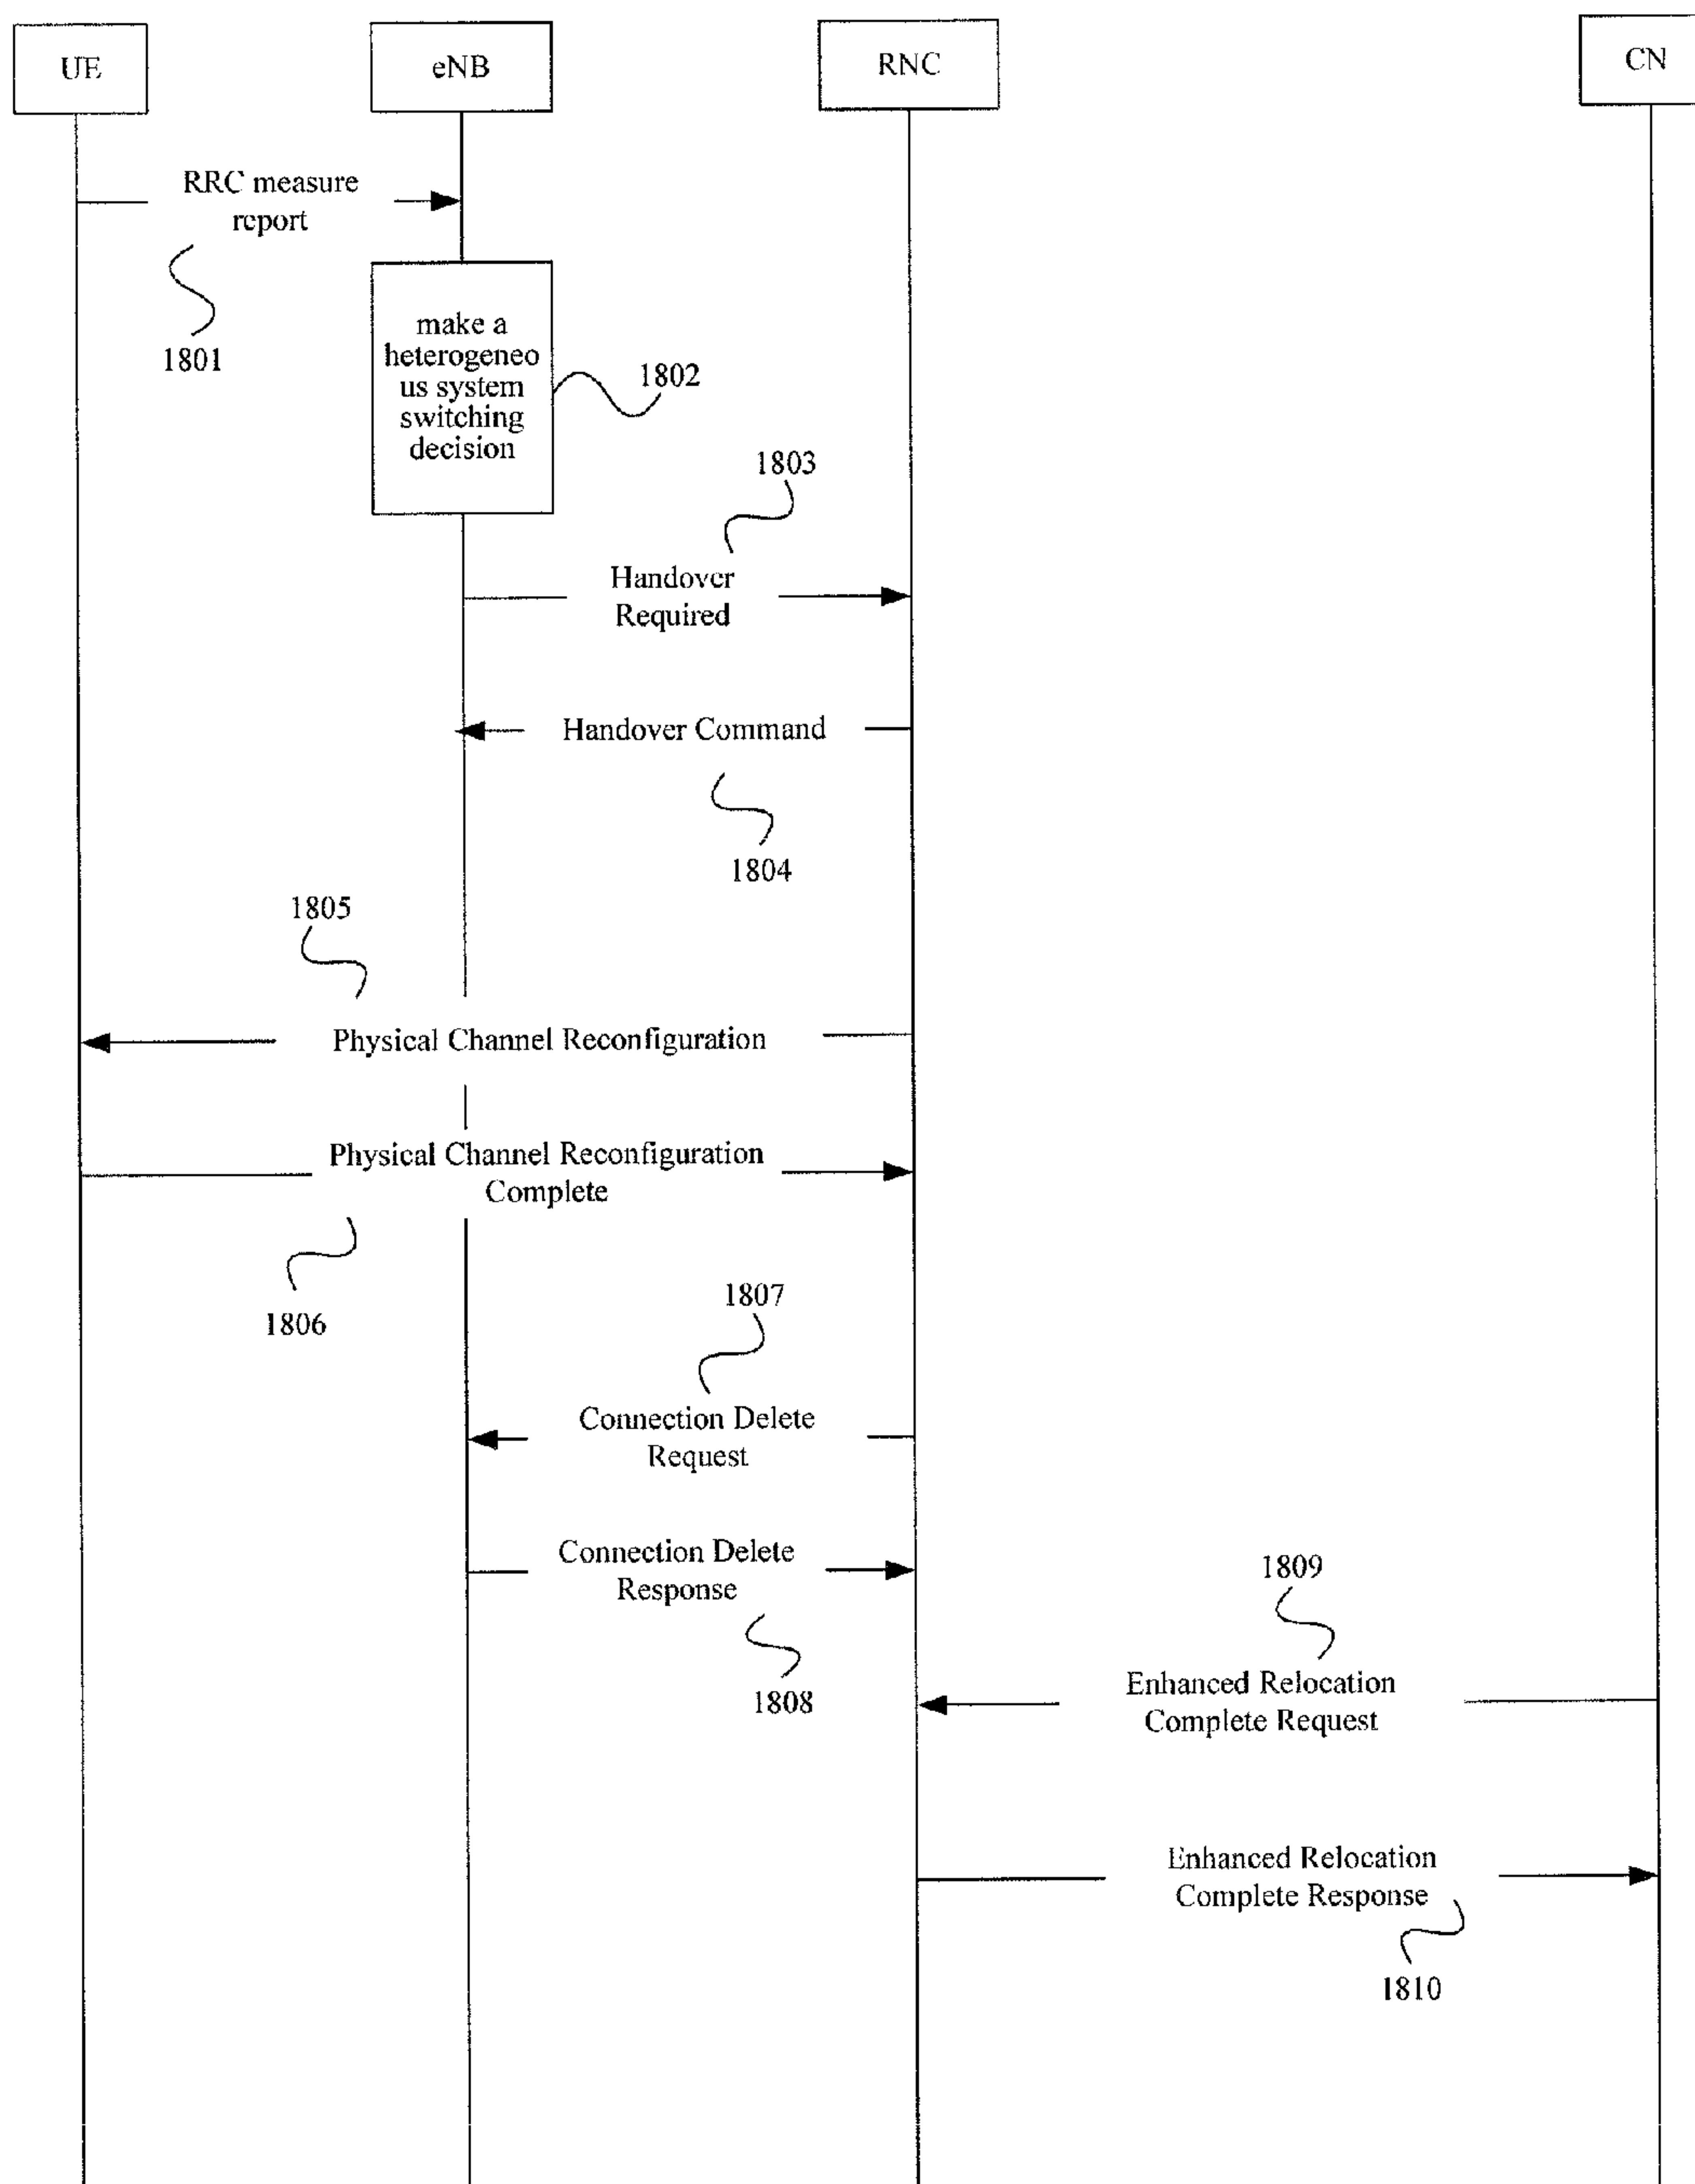 UE
eNB
RNC
CN
RRC measure
report
1801
make a
heterogeneo
us system
switching
decision
1802
1803
Handover
Required
Handover Command
1804
1805
Physical Channel Reconfiguration
Physical Channel Reconfiguration
Complete
1806
1807
Connection Delete
Request
Connection Delete
Response
1808
1809
Enhanced Relocation
Complete Request
Enhanced Relocation
Complete Response
1810